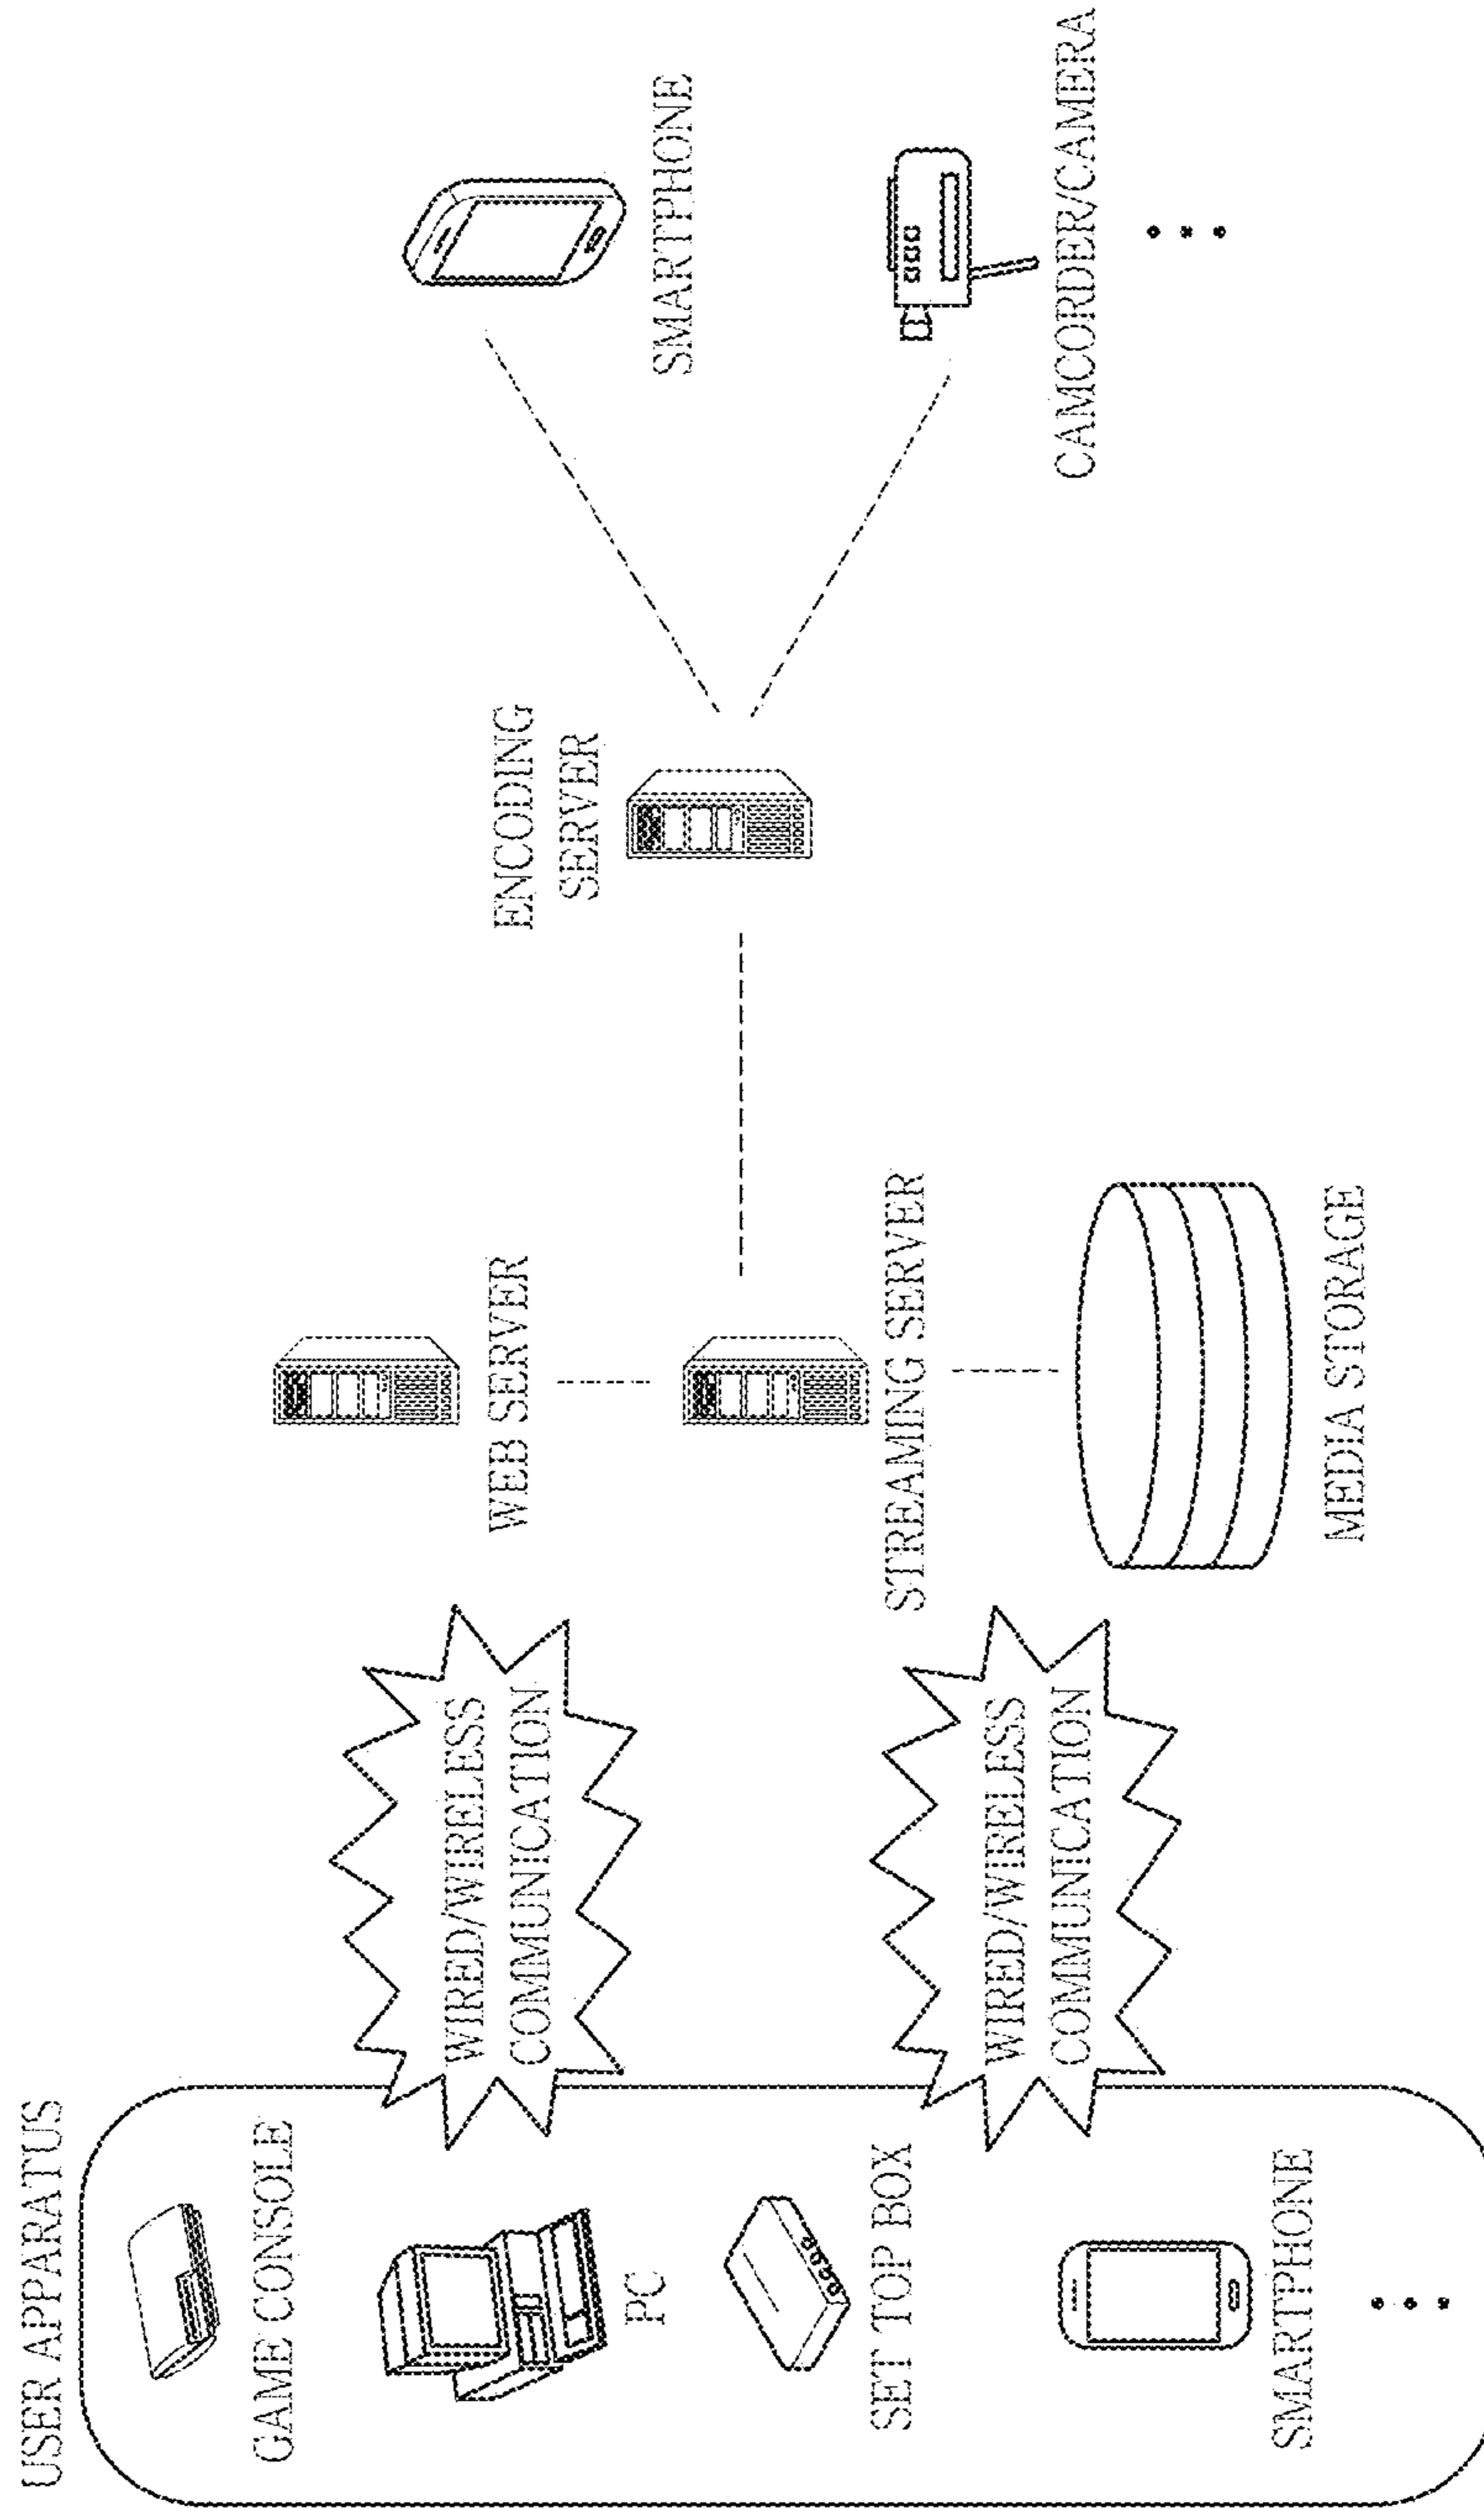 USER APPARATUS
GAME CONSOLE
PC
SET TOP BOX
SMARTPHONE
WIRED/WIRELESS
COMMUNICATION
WIRED/WIRELESS
COMMUNICATION
WEB SERVER
STREAMING SERVER
MEDIA STORAGE
ENCODING
SERVER
SMARTPHONE
CAMCORDER/CAMERA